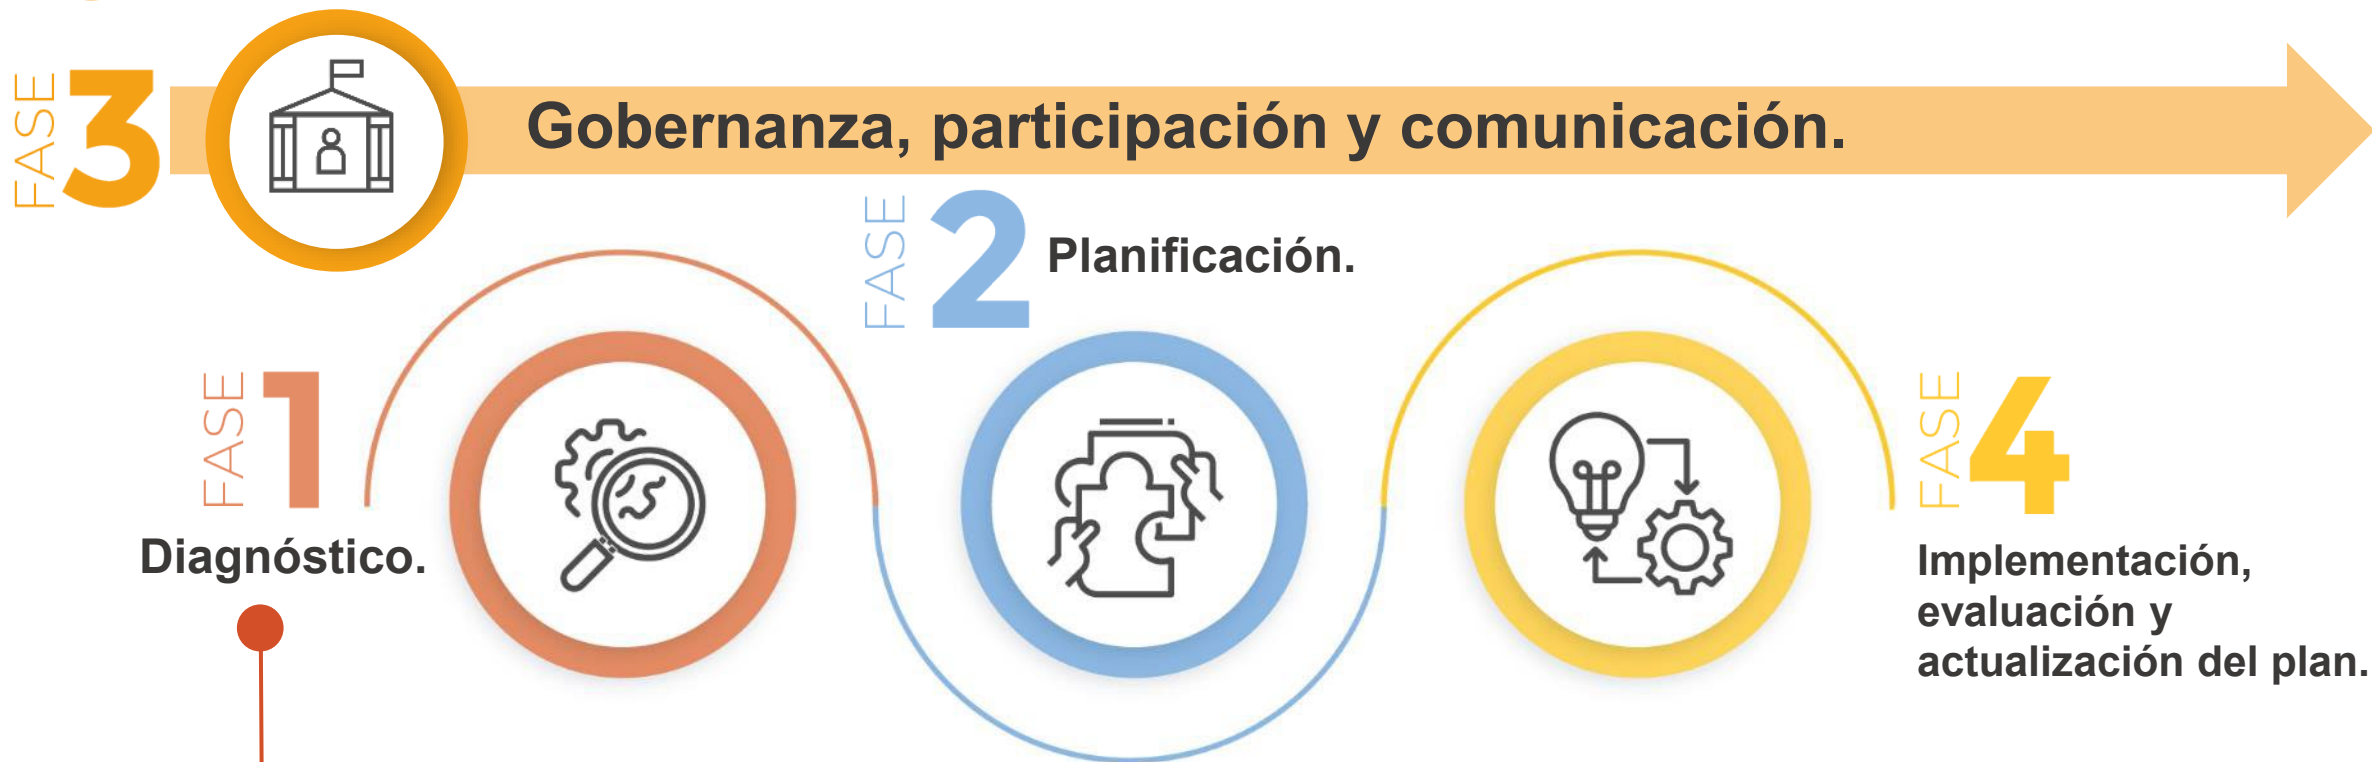 FASE 3
Gobernanza, participación y comunicación.
FASE 2
Planificación.
FASE 1
Diagnóstico.
FASE 4
Implementación,
evaluación y
actualización del plan.